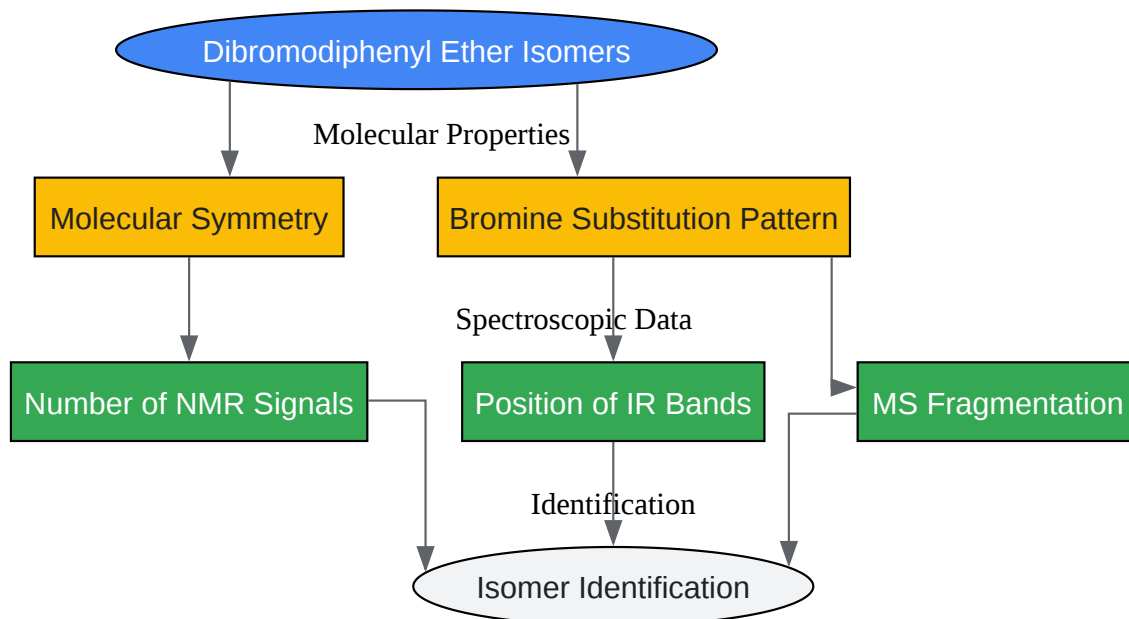 Dibromodiphenyl Ether Isomers
Molecular Properties
Molecular Symmetry
Bromine Substitution Pattern
Spectroscopic Data
Number of NMR Signals
Position of IR Bands
MS Fragmentation
Identification
Isomer Identification